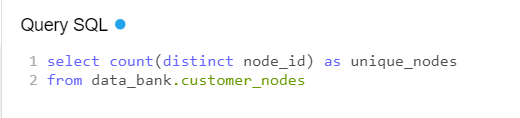 Query SQL
1 select count(distinct node_id) as unique_nodes
2 from data_bank.customer_nodes